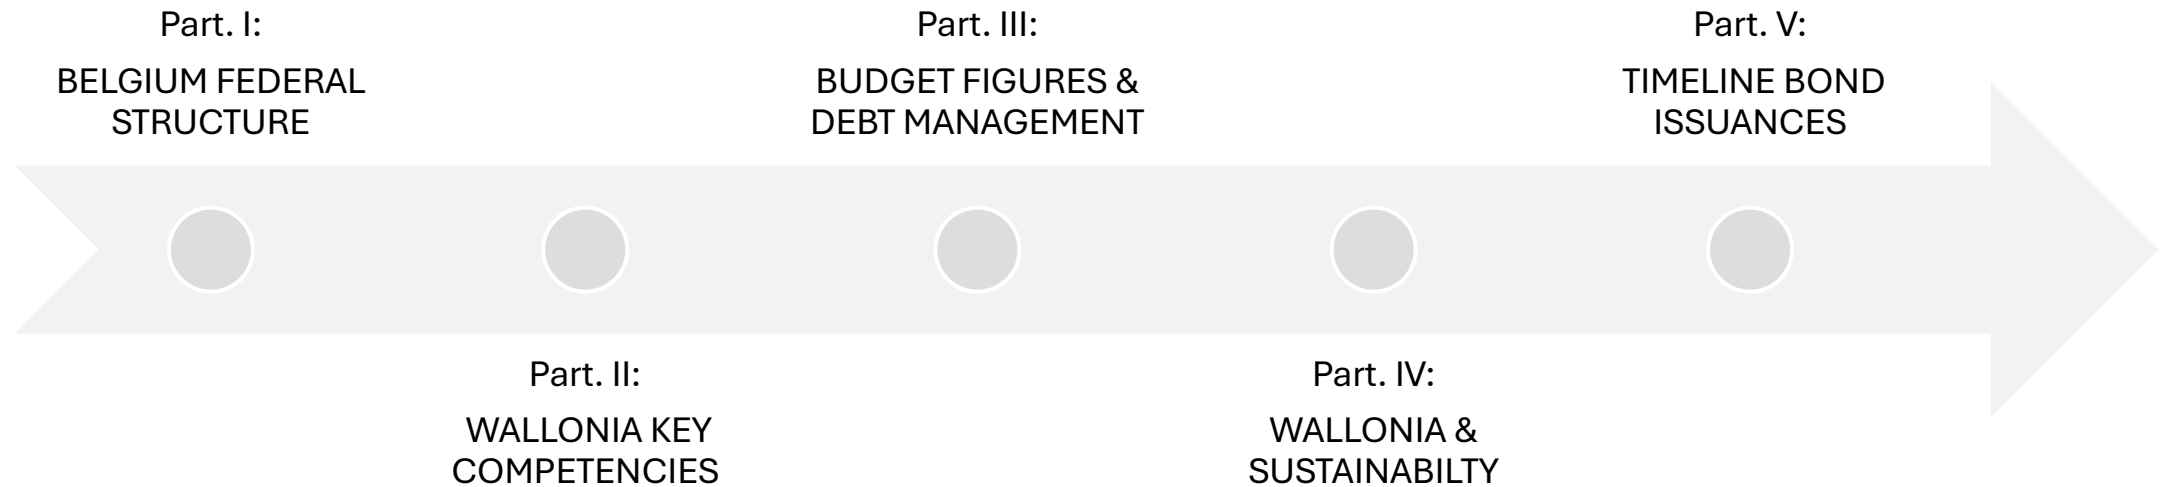 Part. I:
BELGIUM FEDERAL
STRUCTURE
Part. II:
WALLONIA KEY
COMPETENCIES
Part. III:
BUDGET FIGURES &
DEBT MANAGEMENT
Part. IV:
WALLONIA &
SUSTAINABILTY
Part. V:
TIMELINE BOND
ISSUANCES